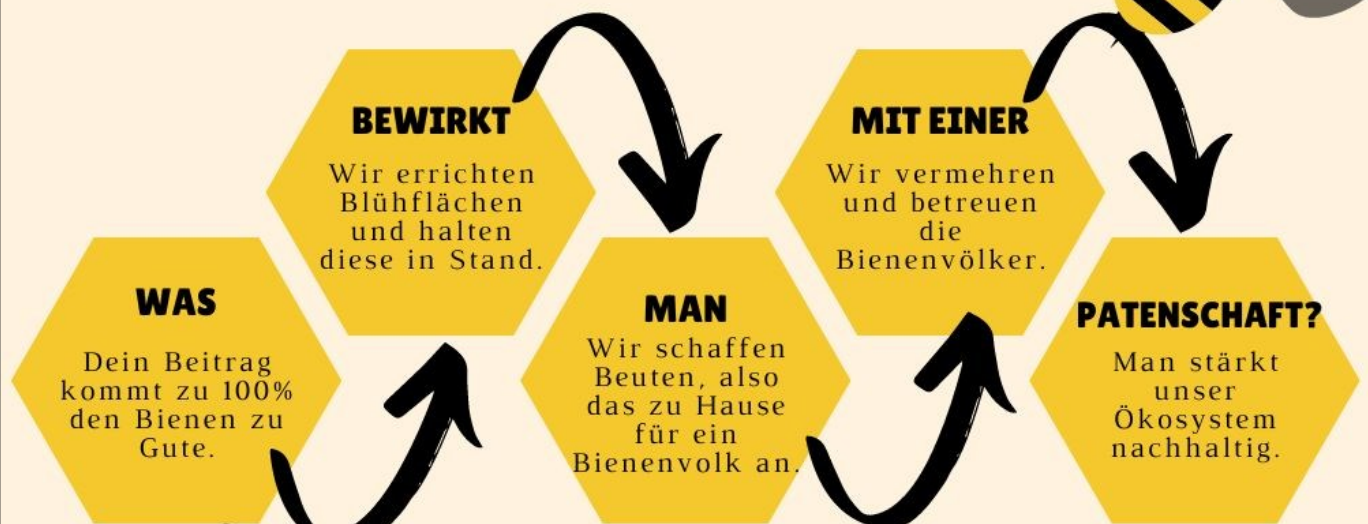 WAS
Dein Beitrag
kommt zu 100%
den Bienen zu
Gute.
BEWIRKT
Wir errichten
Blühflächen
und halten
diese in Stand.
MAN
Wir schaffen
Beuten, also
das zu Hause
für ein
Bienenvolk an.
MIT EINER
Wir vermehren
und betreuen
die
Bienenvölker.
PATENSCHAFT?
Man stärkt
unser
Ökosystem
nachhaltig.